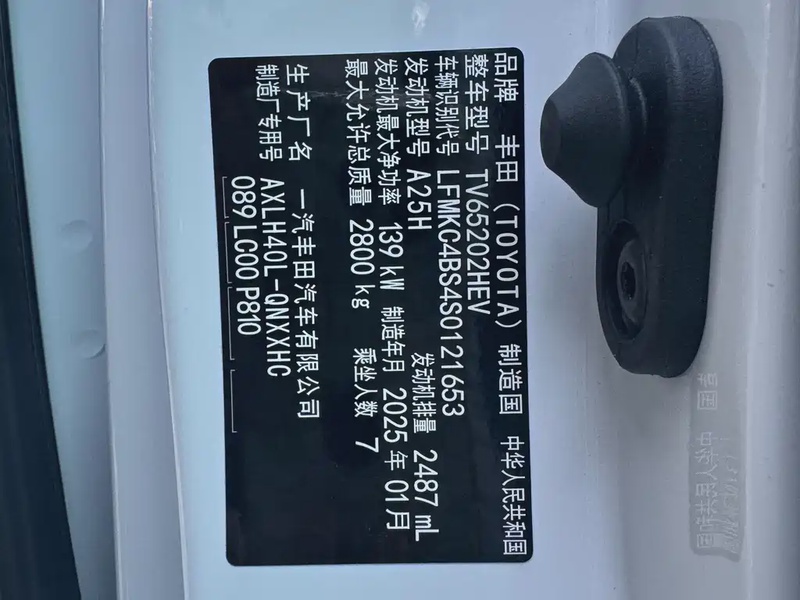 品牌 丰田（TOYOTA） 制造国 中华人民共和国
整车型号 TV65202HEV
车辆识别代号 LFMKC4BS4S0121653
发动机型号 A25H 发动机排量 2487 mL
发动机最大净功率 139 kW 制造年月 2025 年 01 月
最大允许总质量 2800 kg 乘坐人数 7
生产厂名 一汽丰田汽车有限公司
制造厂专用号 AXLH40L-QNXXHC
089 LC00 P810